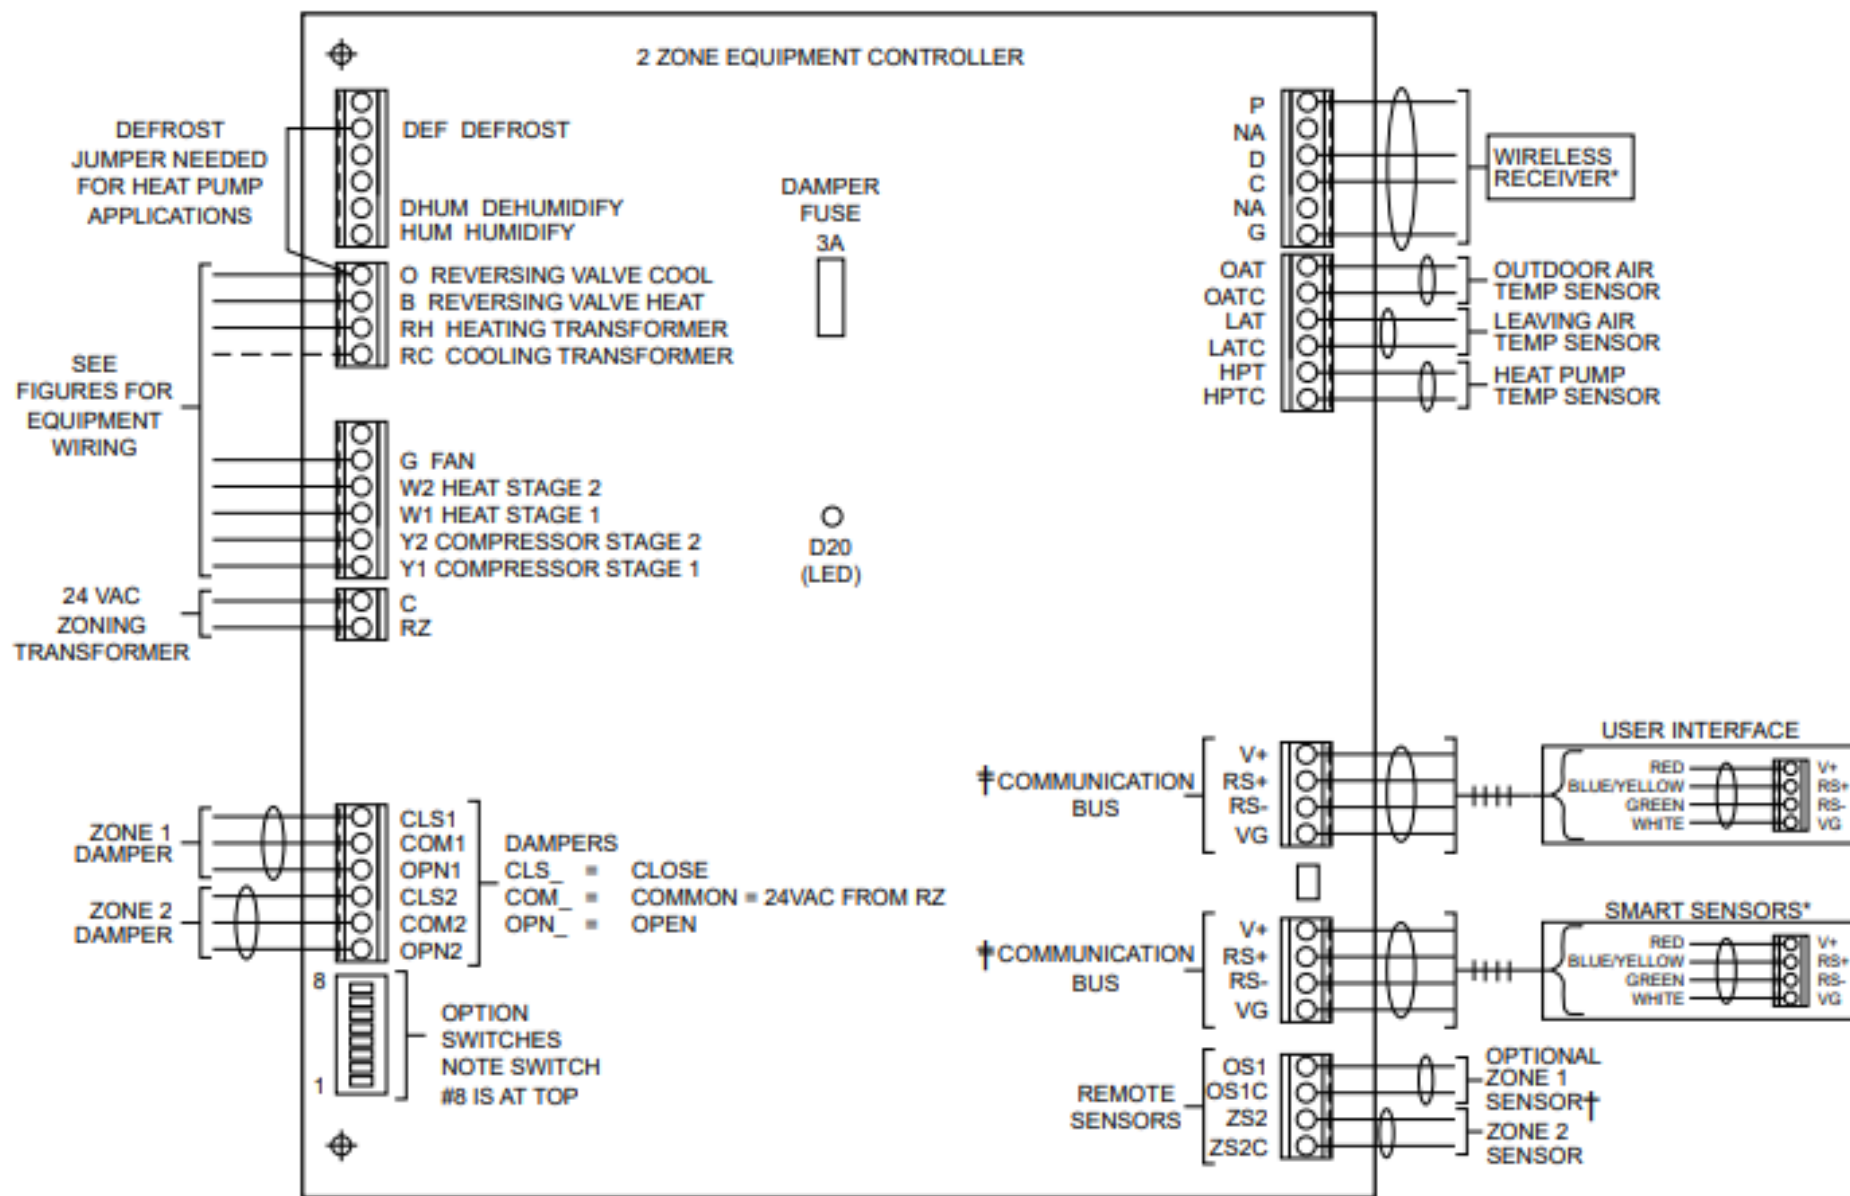 2 ZONE EQUIPMENT CONTROLLER
DEFROST
JUMPER NEEDED
FOR HEAT PUMP
APPLICATIONS
DEF DEFROST
DHUM DEHUMIDIFY
HUM HUMIDIFY
DAMPER
FUSE
3A
O REVERSING VALVE COOL
B REVERSING VALVE HEAT
RH HEATING TRANSFORMER
RC COOLING TRANSFORMER
SEE
FIGURES FOR
EQUIPMENT
WIRING
G FAN
W2 HEAT STAGE 2
W1 HEAT STAGE 1
Y2 COMPRESSOR STAGE 2
Y1 COMPRESSOR STAGE 1
D20
(LED)
24 VAC
ZONING
TRANSFORMER
C
RZ
ZONE 1
DAMPER
ZONE 2
DAMPER
CLS1
COM1
OPN1
CLS2
COM2
OPN2
DAMPERS
CLS_ = CLOSE
COM_ = COMMON = 24VAC FROM RZ
OPN_ = OPEN
8
1
OPTION
SWITCHES
NOTE SWITCH
#8 IS AT TOP
P
NA
D
C
NA
G
WIRELESS
RECEIVER*
OAT
OATC
LAT
LATC
HPT
HPTC
OUTDOOR AIR
TEMP SENSOR
LEAVING AIR
TEMP SENSOR
HEAT PUMP
TEMP SENSOR
‡COMMUNICATION
BUS
V+
RS+
RS-
VG
USER INTERFACE
RED
BLUE/YELLOW
GREEN
WHITE
V+
RS+
RS-
VG
‡COMMUNICATION
BUS
V+
RS+
RS-
VG
SMART SENSORS*
RED
BLUE/YELLOW
GREEN
WHITE
V+
RS+
RS-
VG
REMOTE
SENSORS
OS1
OS1C
ZS2
ZS2C
OPTIONAL
ZONE 1
SENSOR†
ZONE 2
SENSOR